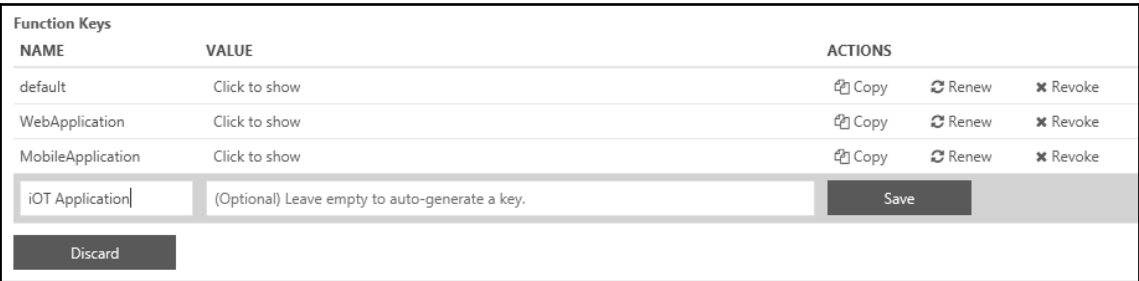 Function Keys
NAME VALUE ACTIONS
default Click to show Copy Renew Revoke
WebApplication Click to show Copy Renew Revoke
MobileApplication Click to show Copy Renew Revoke
iOT Application (Optional) Leave empty to auto-generate a key. Save
Discard